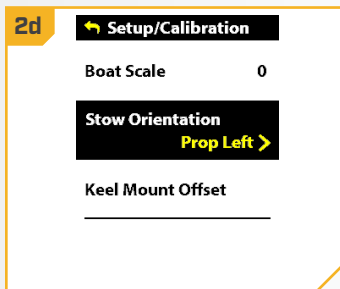 2d
Setup/Calibration
Boat Scale 0
Stow Orientation
Prop Left >
Keel Mount Offset